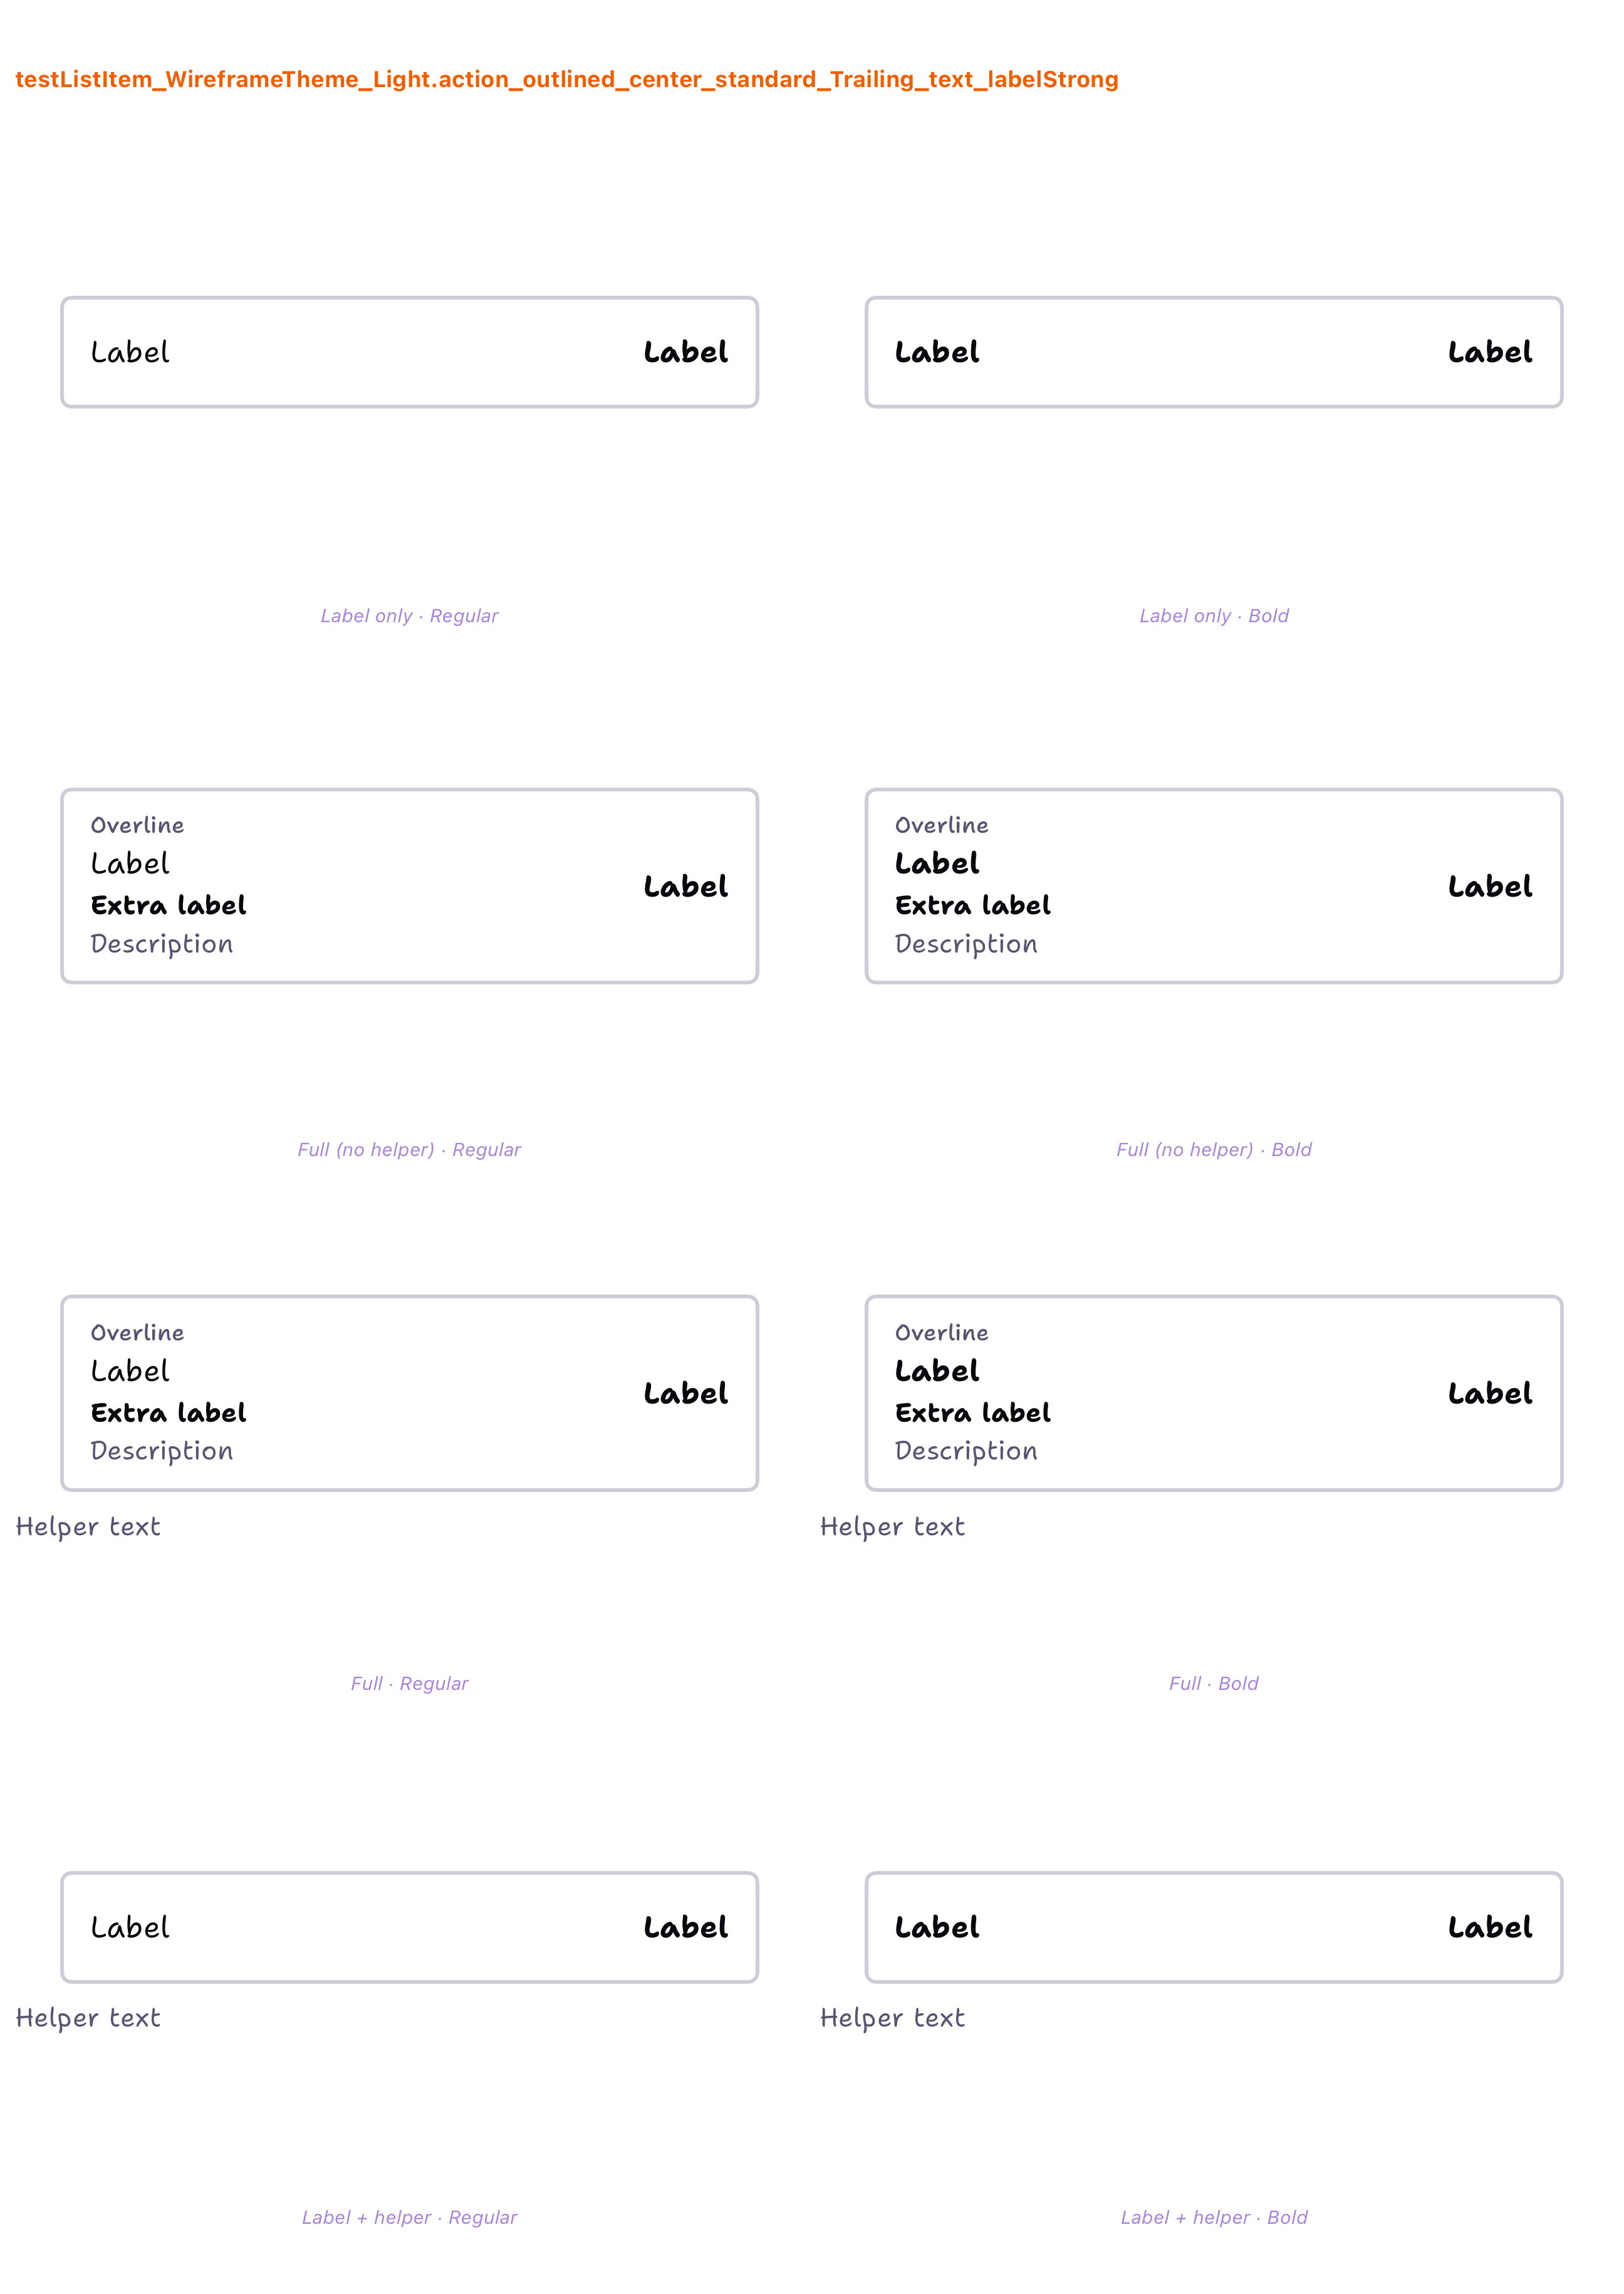 testListItem_WireframeTheme_Light.action_outlined_center_standard_Trailing_text_labelStrong
Label Label
Label Label
Label only · Regular
Label only · Bold
Overline
Label
Extra label
Description
Label
Overline
Label
Extra label
Description
Label
Full (no helper) · Regular
Full (no helper) · Bold
Overline
Label
Extra label
Description
Label
Helper text
Overline
Label
Extra label
Description
Label
Helper text
Full · Regular
Full · Bold
Label Label
Helper text
Label Label
Helper text
Label + helper · Regular
Label + helper · Bold